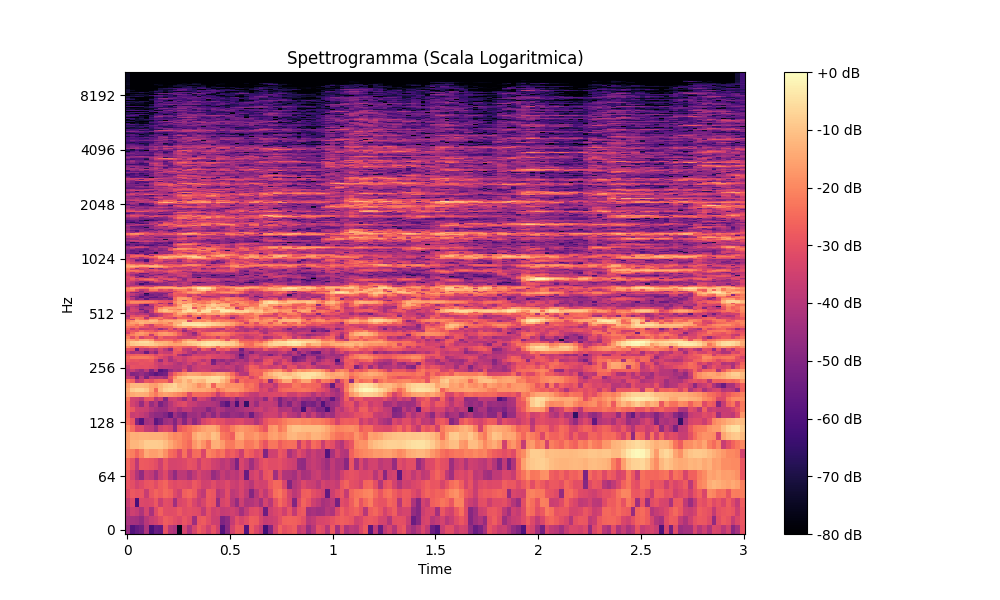 Spettrogramma (Scala Logaritmica)
Hz
8192
4096
2048
1024
512
256
128
64
0
0
0.5
1
1.5
2
2.5
3
Time
+0 dB
-10 dB
-20 dB
-30 dB
-40 dB
-50 dB
-60 dB
-70 dB
-80 dB